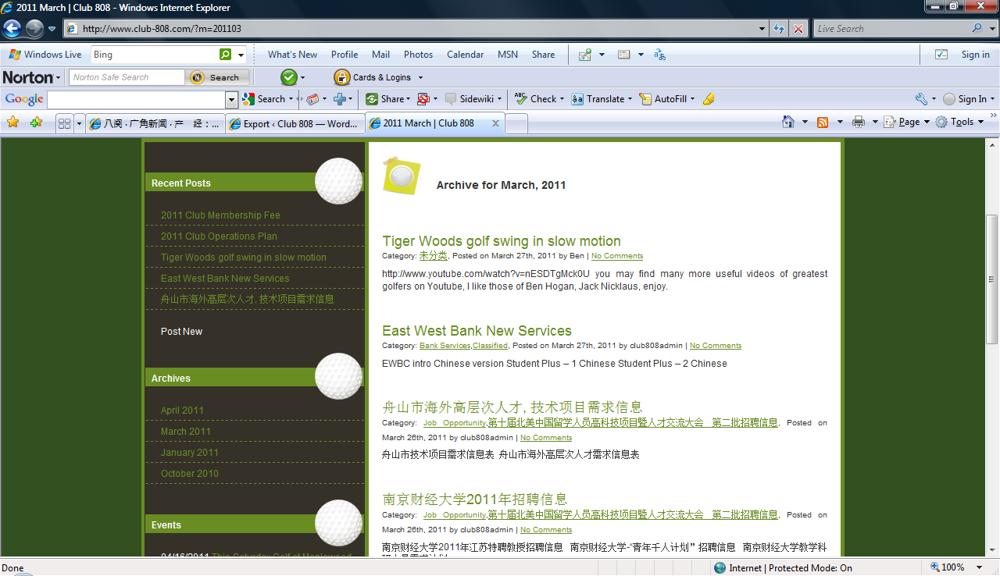 2011 March | Club 808 - Windows Internet Explorer
http://www.club-808.com/?m=201103
Live Search
Windows Live
Bing
What's New Profile Mail Photos Calendar MSN Share
Sign in
Norton
Norton Safe Search
Search
Cards & Logins
Google
Search
Share
Sidewiki
Check
Translate
AutoFill
Sign In
八闽 · 广角新闻 · 产 经：...
Export ‹ Club 808 — Word...
2011 March | Club 808
Page
Tools
Recent Posts
2011 Club Membership Fee
2011 Club Operations Plan
Tiger Woods golf swing in slow motion
East West Bank New Services
舟山市海外高层次人才, 技术项目需求信息
Post New
Archives
April 2011
March 2011
January 2011
October 2010
Events
04/16/2011 This Saturday Golf at Maplewood
Archive for March, 2011
Tiger Woods golf swing in slow motion
Category: 未分类, Posted on March 27th, 2011 by Ben | No Comments
http://www.youtube.com/watch?v=nESDTgMck0U you may find many more useful videos of greatest
golfers on Youtube, I like those of Ben Hogan, Jack Nicklaus, enjoy.
East West Bank New Services
Category: Bank Services,Classified, Posted on March 27th, 2011 by club808admin | No Comments
EWBC intro Chinese version Student Plus – 1 Chinese Student Plus – 2 Chinese
舟山市海外高层次人才, 技术项目需求信息
Category: Job Opportunity,第十届北美中国留学人员高科技项目暨人才交流大会 第二批招聘信息, Posted on
March 26th, 2011 by club808admin | No Comments
舟山市技术项目需求信息表 舟山市海外高层次人才需求信息表
南京财经大学2011年招聘信息
Category: Job Opportunity,第十届北美中国留学人员高科技项目暨人才交流大会 第二批招聘信息, Posted on
March 26th, 2011 by club808admin | No Comments
南京财经大学2011年江苏特聘教授招聘信息 南京财经大学-“青年千人计划” 招聘信息 南京财经大学教学科
Done
Internet | Protected Mode: On
100%